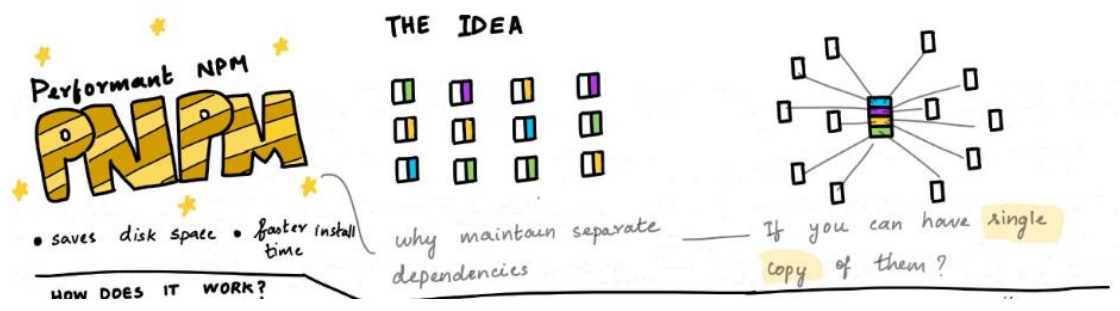 Performant NPM
PNPM
• saves disk space • faster install
time
HOW DOES IT WORK?
THE IDEA
why maintain separate
dependencies
If you can have single
copy of them?